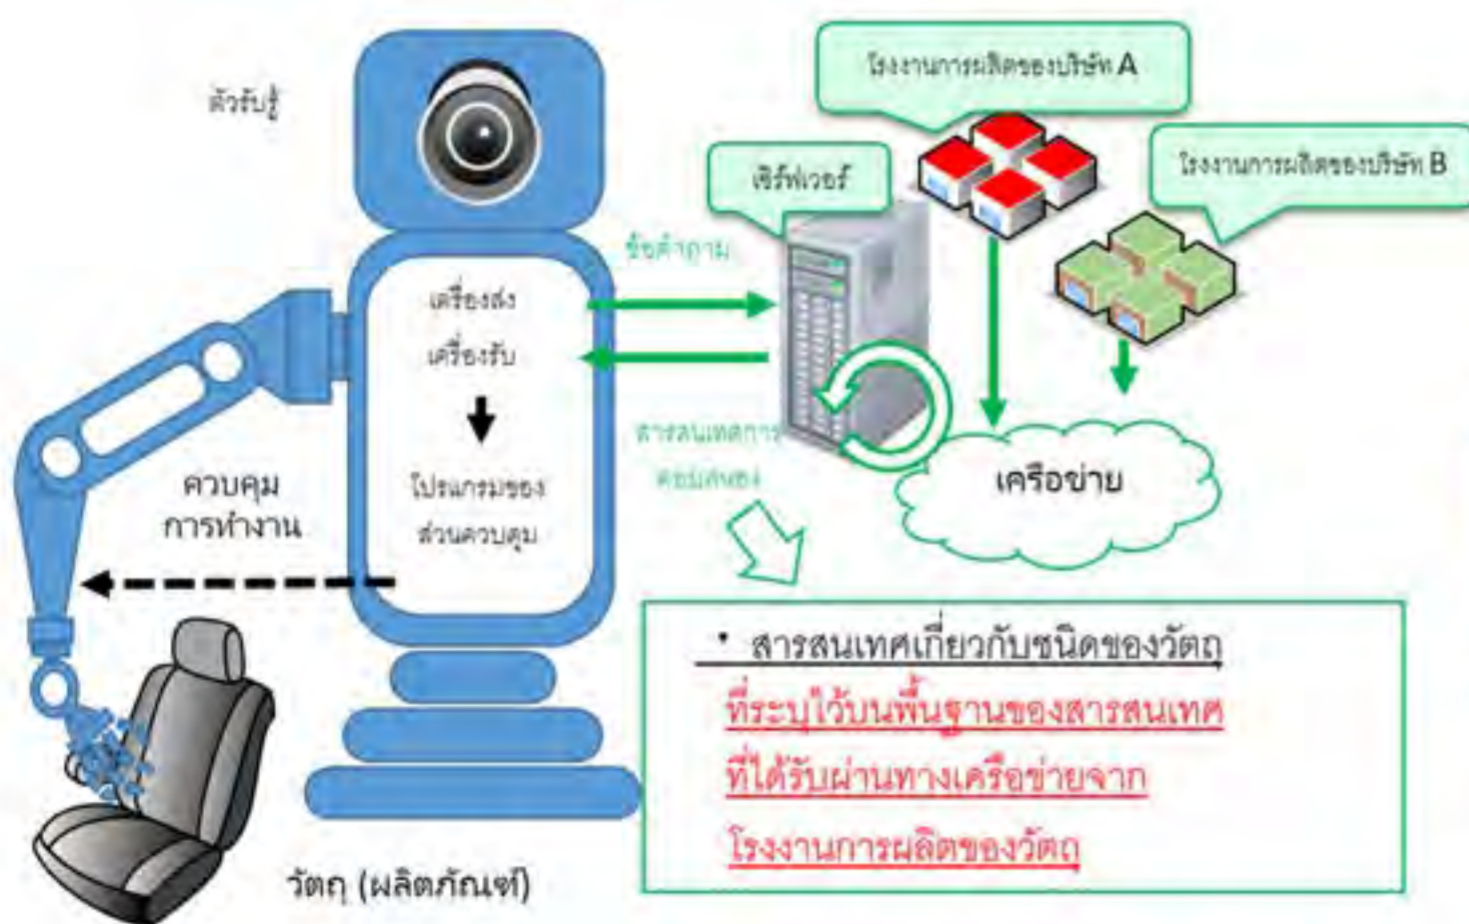 ตัวรับรู้
โรงงานการผลิตของบริษัท A
โรงงานการผลิตของบริษัท B
เซิร์ฟเวอร์
ข้อคำถาม
เครื่องส่ง
เครื่องรับ
สารสนเทศการ
ตอบสนอง
เครือข่าย
โปรแกรมของ
ส่วนควบคุม
ควบคุม
การทำงาน
• สารสนเทศเกี่ยวกับชนิดของวัตถุ
ที่ระบุไว้บนพื้นฐานของสารสนเทศ
ที่ได้รับผ่านทางเครือข่ายจาก
โรงงานการผลิตของวัตถุ
วัตถุ (ผลิตภัณฑ์)